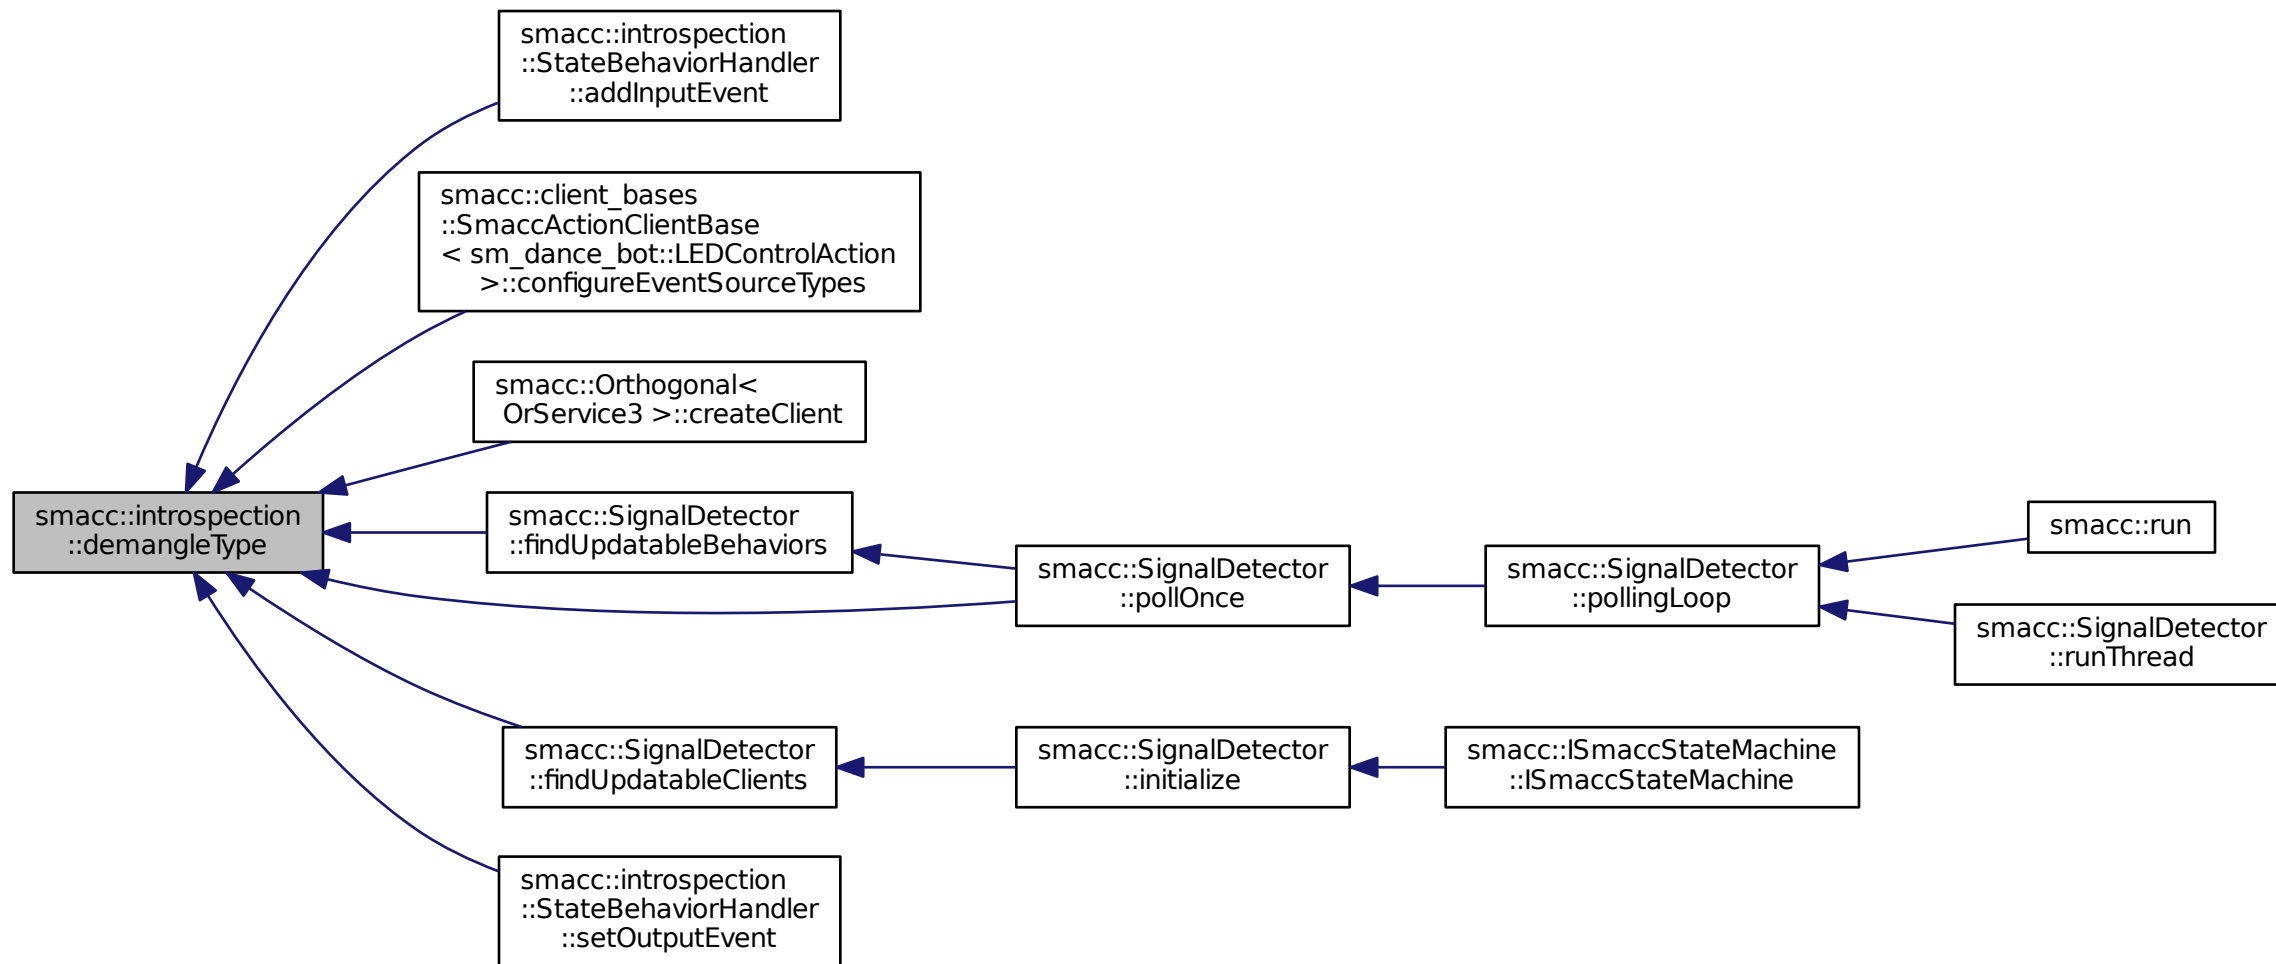 smacc::introspection
::StateBehaviorHandler
::addInputEvent
smacc::client_bases
::SmaccActionClientBase
< sm_dance_bot::LEDControlAction
>::configureEventSourceTypes
smacc::Orthogonal<
OrService3 >::createClient
smacc::introspection
::demangleType
smacc::SignalDetector
::findUpdatableBehaviors
smacc::SignalDetector
::pollOnce
smacc::SignalDetector
::pollingLoop
smacc::run
smacc::SignalDetector
::runThread
smacc::SignalDetector
::findUpdatableClients
smacc::SignalDetector
::initialize
smacc::ISmaccStateMachine
::ISmaccStateMachine
smacc::introspection
::StateBehaviorHandler
::setOutputEvent